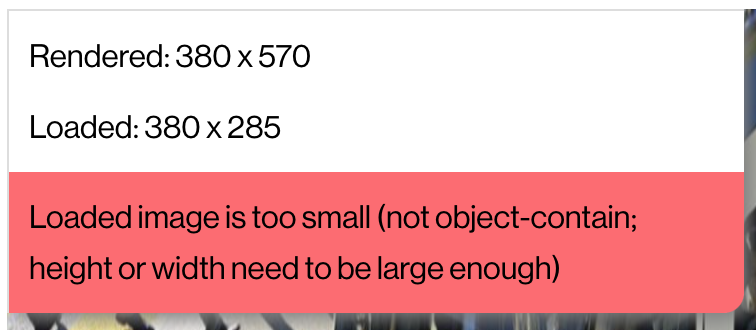 Rendered: 380 x 570
Loaded: 380 x 285
Loaded image is too small (not object-contain;
height or width need to be large enough)